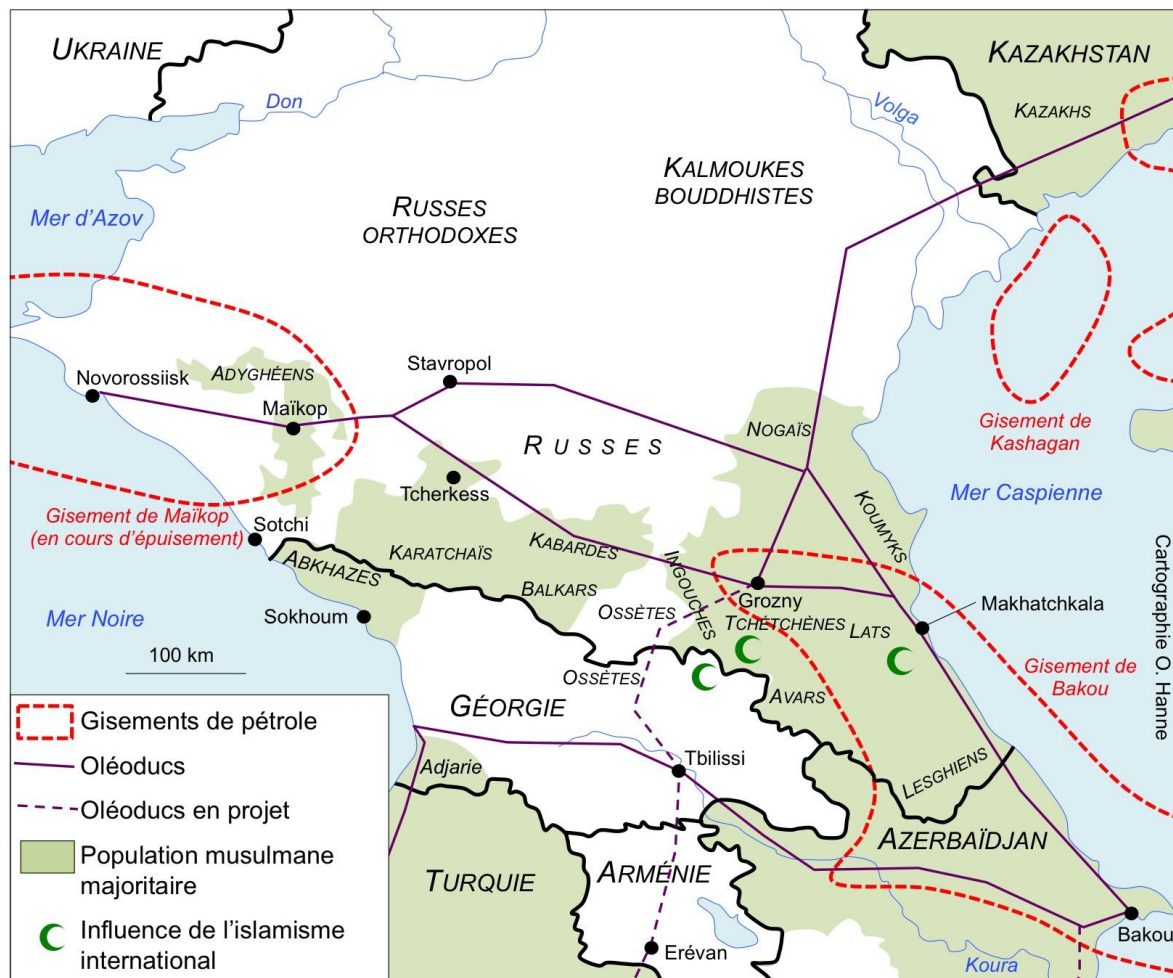 UKRAINE
KAZAKHSTAN
Don
Volga
KAZAKHS
KALMOUKES
BOUDDHISTES
Mer d'Azov
RUSSES
ORTHODOXES
Stavropol
Novorossiisk
ADYGHÉENS
Maïkop
NOGAÏS
Gisement de
Kashagan
RUSSES
Tcherkess
Mer Caspienne
Gisement de Maïkop
(en cours d'épuisement)
Sotchi
KOUMYKS
KARATCHAÏS
KABARDES
ABKHAZES
BALKARS
INGOUCHES
Grozny
Makhatchkala
Mer Noire
Sokhoum
OSSÈTES
TCHÉTCHÈNES
LATS
100 km
OSSÈTES
AVARS
Gisement de
Bakou
Cartographie O. Hanne
GÉORGIE
Tbilissi
LESGHIENS
Adjarie
AZERBAÏDJAN
TURQUIE
ARMÉNIE
Erévan
Bakou
Koura
Gisements de pétrole
Oléoducs
Oléoducs en projet
Population musulmane
majoritaire
Influence de l'islamisme
international